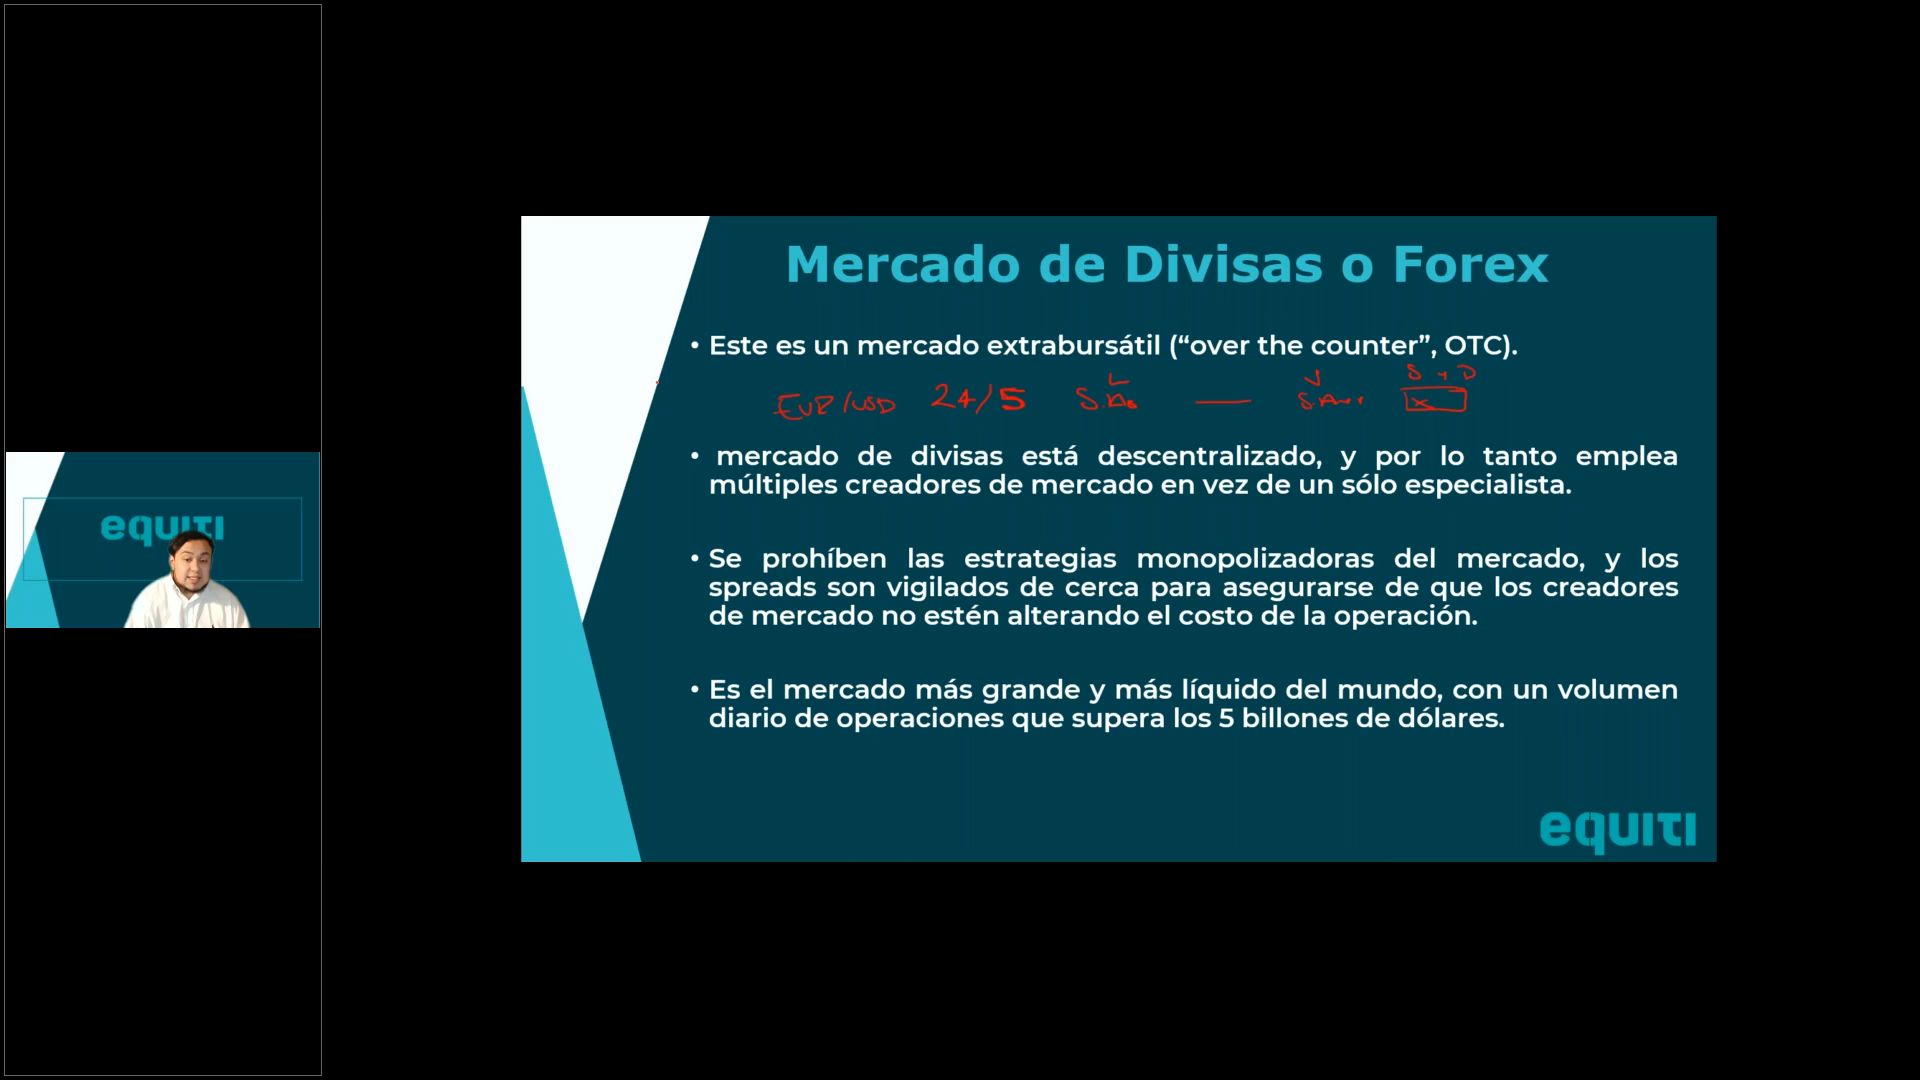 equiti
Mercado de Divisas o Forex
• Este es un mercado extrabursátil (“over the counter”, OTC).
EUR/USD 24/5
L
V
S y D
x
• mercado de divisas está descentralizado, y por lo tanto emplea
múltiples creadores de mercado en vez de un sólo especialista.
• Se prohíben las estrategias monopolizadoras del mercado, y los
spreads son vigilados de cerca para asegurarse de que los creadores
de mercado no estén alterando el costo de la operación.
• Es el mercado más grande y más líquido del mundo, con un volumen
diario de operaciones que supera los 5 billones de dólares.
equiti